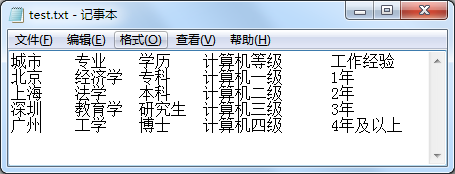 test.txt - 记事本
文件(F) 编辑(E) 格式(O) 查看(V) 帮助(H)
城市 专业 学历 计算机等级 工作经验
北京 经济学 专科 计算机一级 1年
上海 法学 本科 计算机二级 2年
深圳 教育学 研究生 计算机三级 3年
广州 工学 博士 计算机四级 4年及以上